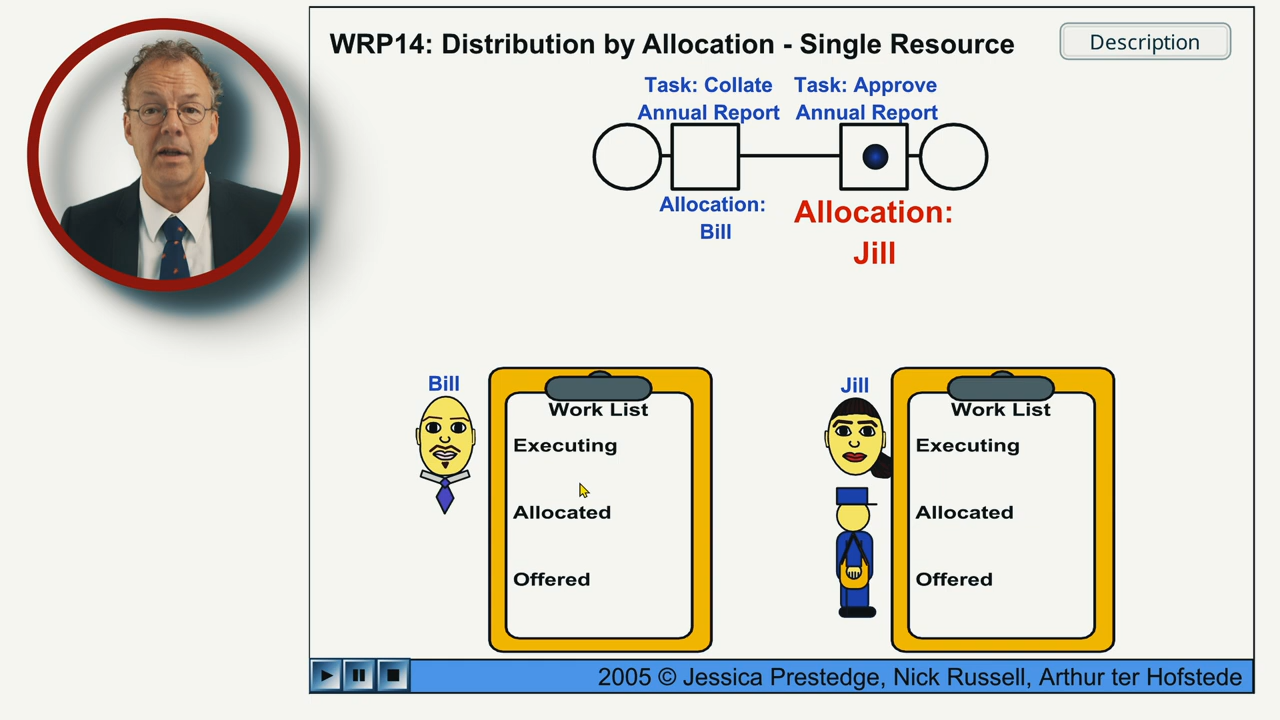 WRP14: Distribution by Allocation - Single Resource
Description
Task: Collate
Annual Report
Task: Approve
Annual Report
Allocation:
Bill
Allocation:
Jill
Bill
Work List
Executing
Allocated
Offered
Jill
Work List
Executing
Allocated
Offered
2005 © Jessica Prestedge, Nick Russell, Arthur ter Hofstede